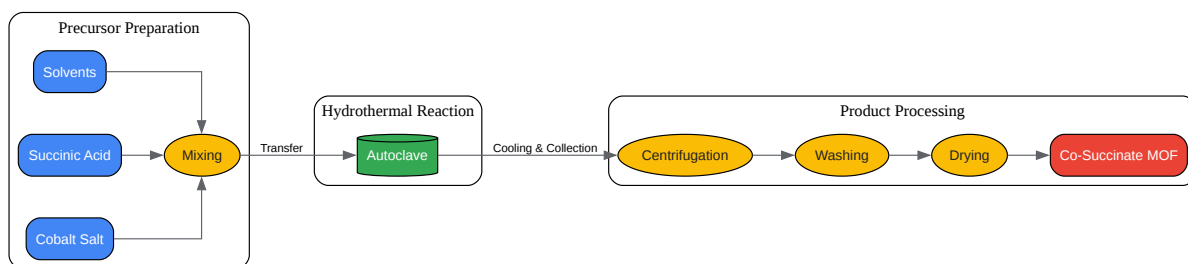 Precursor Preparation
Solvents
Succinic Acid
Cobalt Salt
Mixing
Transfer
Hydrothermal Reaction
Autoclave
Cooling & Collection
Product Processing
Centrifugation
Washing
Drying
Co-Succinate MOF